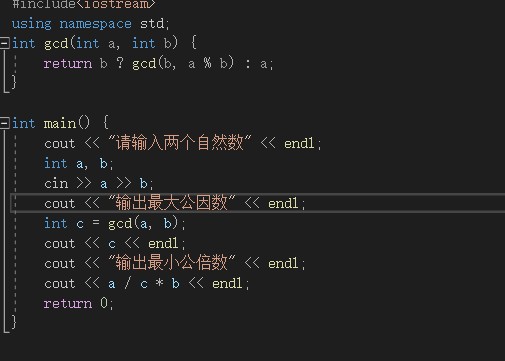 #include<iostream>
using namespace std;
int gcd(int a, int b) {
return b ? gcd(b, a % b) : a;
}
int main() {
cout << "请输入两个自然数" << endl;
int a, b;
cin >> a >> b;
cout << "输出最大公因数" << endl;
int c = gcd(a, b);
cout << c << endl;
cout << "输出最小公倍数" << endl;
cout << a / c * b << endl;
return 0;
}